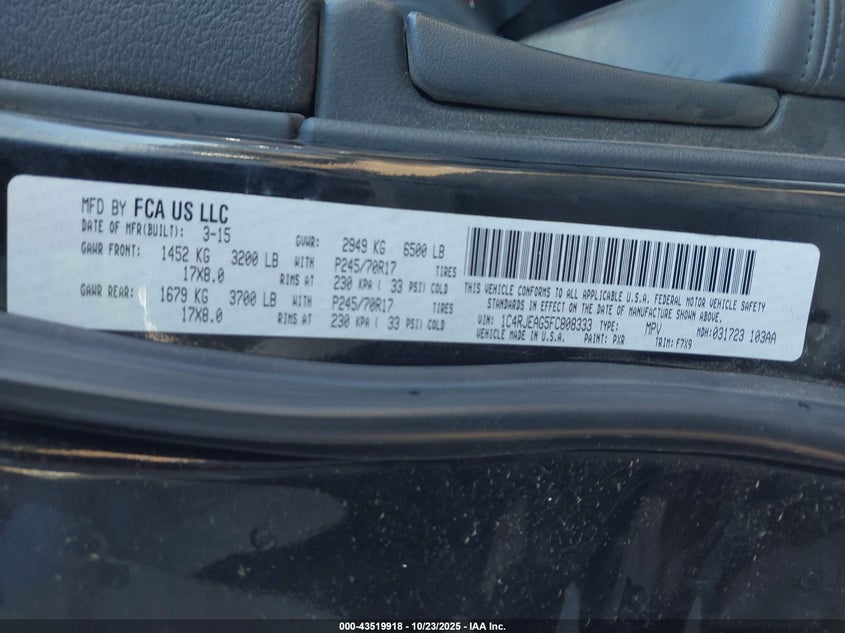 MFD BY FCA US LLC
DATE OF MFR(BUILT): 3-15 GVWR: 2949 KG 6500 LB
GAWR FRONT: 1452 KG 3200 LB WITH P245/70R17 TIRES
17X8.0 RIMS AT 230 KPA ( 33 PSI) COLD
GAWR REAR: 1679 KG 3700 LB WITH P245/70R17 TIRES
17X8.0 RIMS AT 230 KPA ( 33 PSI) COLD
THIS VEHICLE CONFORMS TO ALL APPLICABLE U.S.A. FEDERAL MOTOR VEHICLE SAFETY
STANDARDS IN EFFECT ON THE DATE OF MANUFACTURE SHOWN ABOVE.
VIN: 1C4RJEAG5FC808333 TYPE: MPV MDH:031723 103AA
VEHICLE MADE IN U.S.A. PAINT: PXR TRIM: F7X9
000-43519918 - 10/23/2025 - IAA Inc.